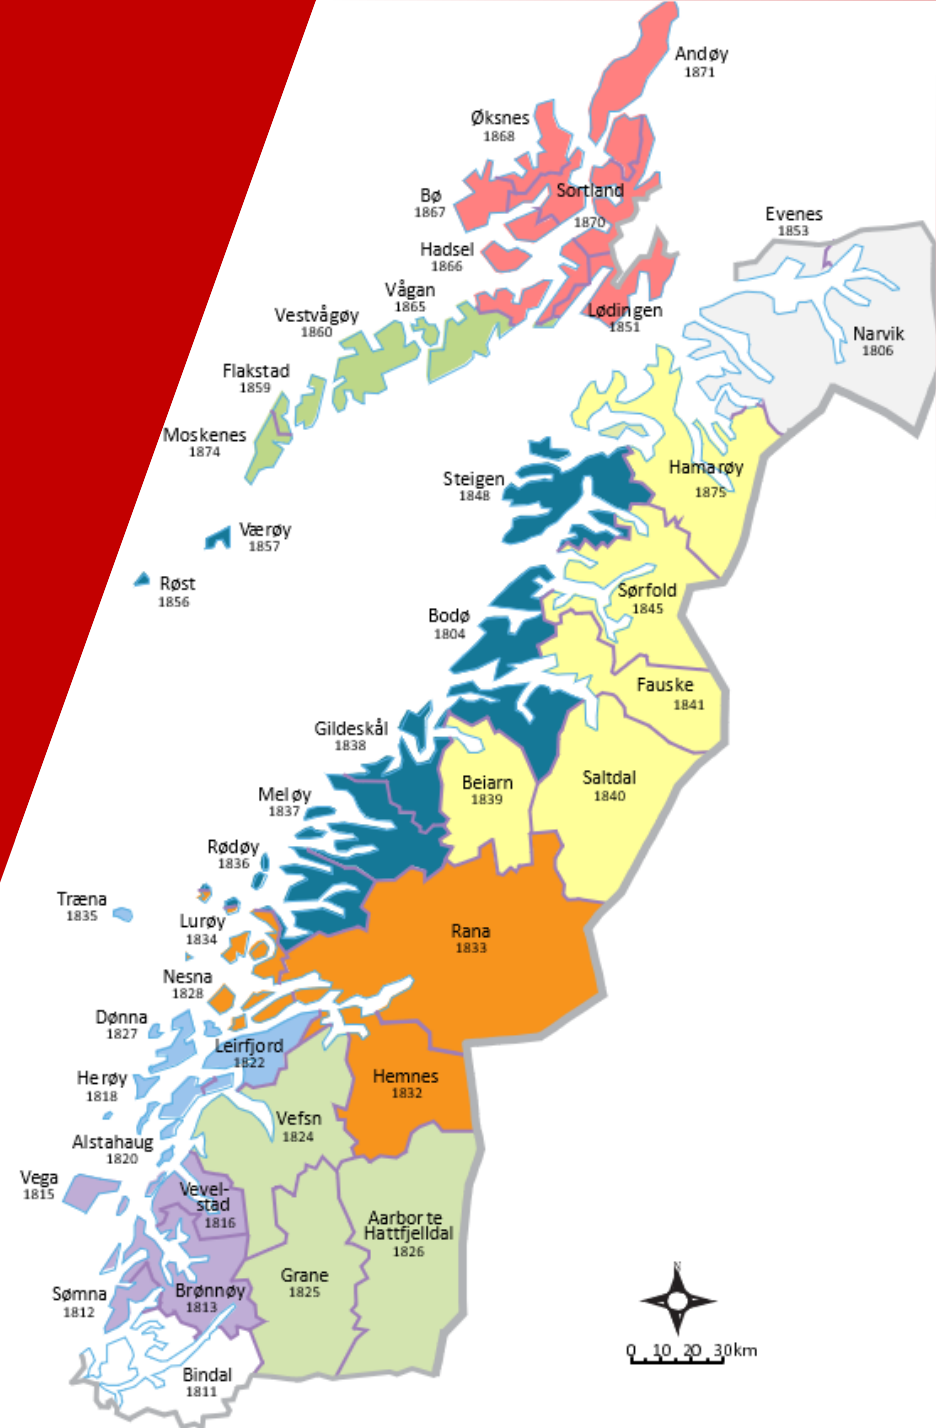 Andøy
1871
Øksnes
1868
Sortland
1870
Bø
1867
Evenes
1853
Hadsel
1866
Vågan
1865
Lødingen
1851
Vestvågøy
1860
Narvik
1806
Flakstad
1859
Moskenes
1874
Hamarøy
1875
Steigen
1848
Værøy
1857
Røst
1856
Sørfold
1845
Bodø
1804
Fauske
1841
Gildeskål
1838
Beiarn
1839
Saltdal
1840
Meløy
1837
Rødøy
1836
Træna
1835
Lurøy
1834
Rana
1833
Nesna
1828
Dønna
1827
Leirfjord
1822
Herøy
1818
Hemnes
1832
Vefsn
1824
Alstahaug
1820
Vega
1815
Vevel-
stad
1816
Aarborte
Hattfjelldal
1826
Grane
1825
Sømna
1812
Brønnøy
1813
Bindal
1811
N
0 10 20 30km